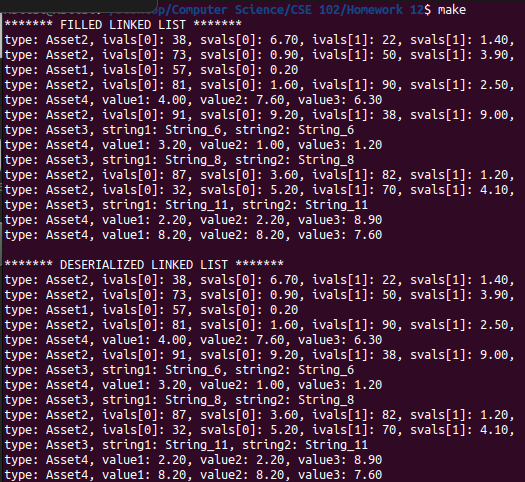 /Computer Science/CSE 102/Homework 12$ make
******* FILLED LINKED LIST *******
type: Asset2, ivals[0]: 38, svals[0]: 6.70, ivals[1]: 22, svals[1]: 1.40,
type: Asset2, ivals[0]: 73, svals[0]: 0.90, ivals[1]: 50, svals[1]: 3.90,
type: Asset1, ivals[0]: 57, svals[0]: 0.20
type: Asset2, ivals[0]: 81, svals[0]: 1.60, ivals[1]: 90, svals[1]: 2.50,
type: Asset4, value1: 4.00, value2: 7.60, value3: 6.30
type: Asset2, ivals[0]: 91, svals[0]: 9.20, ivals[1]: 38, svals[1]: 9.00,
type: Asset3, string1: String_6, string2: String_6
type: Asset4, value1: 3.20, value2: 1.00, value3: 1.20
type: Asset3, string1: String_8, string2: String_8
type: Asset2, ivals[0]: 87, svals[0]: 3.60, ivals[1]: 82, svals[1]: 1.20,
type: Asset2, ivals[0]: 32, svals[0]: 5.20, ivals[1]: 70, svals[1]: 4.10,
type: Asset3, string1: String_11, string2: String_11
type: Asset4, value1: 2.20, value2: 2.20, value3: 8.90
type: Asset4, value1: 8.20, value2: 8.20, value3: 7.60
******* DESERIALIZED LINKED LIST *******
type: Asset2, ivals[0]: 38, svals[0]: 6.70, ivals[1]: 22, svals[1]: 1.40,
type: Asset2, ivals[0]: 73, svals[0]: 0.90, ivals[1]: 50, svals[1]: 3.90,
type: Asset1, ivals[0]: 57, svals[0]: 0.20
type: Asset2, ivals[0]: 81, svals[0]: 1.60, ivals[1]: 90, svals[1]: 2.50,
type: Asset4, value1: 4.00, value2: 7.60, value3: 6.30
type: Asset2, ivals[0]: 91, svals[0]: 9.20, ivals[1]: 38, svals[1]: 9.00,
type: Asset3, string1: String_6, string2: String_6
type: Asset4, value1: 3.20, value2: 1.00, value3: 1.20
type: Asset3, string1: String_8, string2: String_8
type: Asset2, ivals[0]: 87, svals[0]: 3.60, ivals[1]: 82, svals[1]: 1.20,
type: Asset2, ivals[0]: 32, svals[0]: 5.20, ivals[1]: 70, svals[1]: 4.10,
type: Asset3, string1: String_11, string2: String_11
type: Asset4, value1: 2.20, value2: 2.20, value3: 8.90
type: Asset4, value1: 8.20, value2: 8.20, value3: 7.60